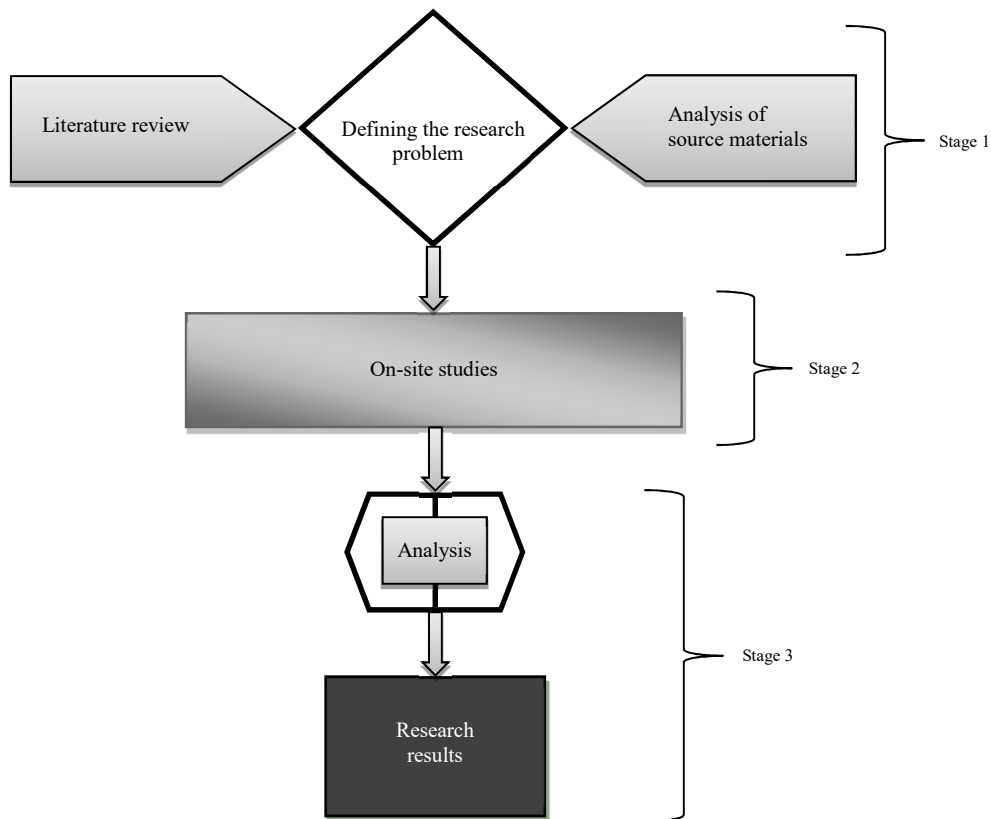 Literature review
Defining the research
problem
Analysis of
source materials
Stage 1
On-site studies
Stage 2
Analysis
Stage 3
Research
results